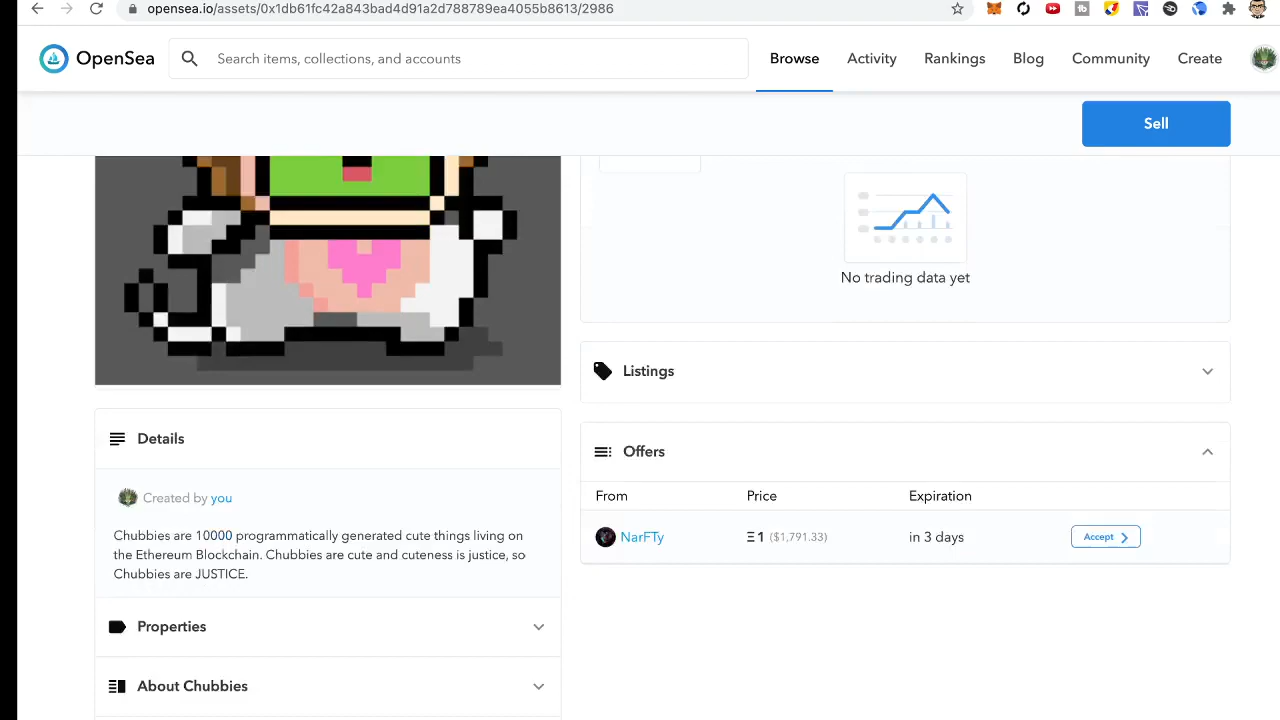 opensea.io/assets/0x1db61fc42a843bad4d91a2d788789ea4055b8613/2986
OpenSea
Search items, collections, and accounts
Browse
Activity
Rankings
Blog
Community
Create
Sell
No trading data yet
Listings
Offers
From Price Expiration
NarFTy Ξ 1 ($1,791.33) in 3 days Accept
Details
Created by you
Chubbies are 10000 programmatically generated cute things living on
the Ethereum Blockchain. Chubbies are cute and cuteness is justice, so
Chubbies are JUSTICE.
Properties
About Chubbies